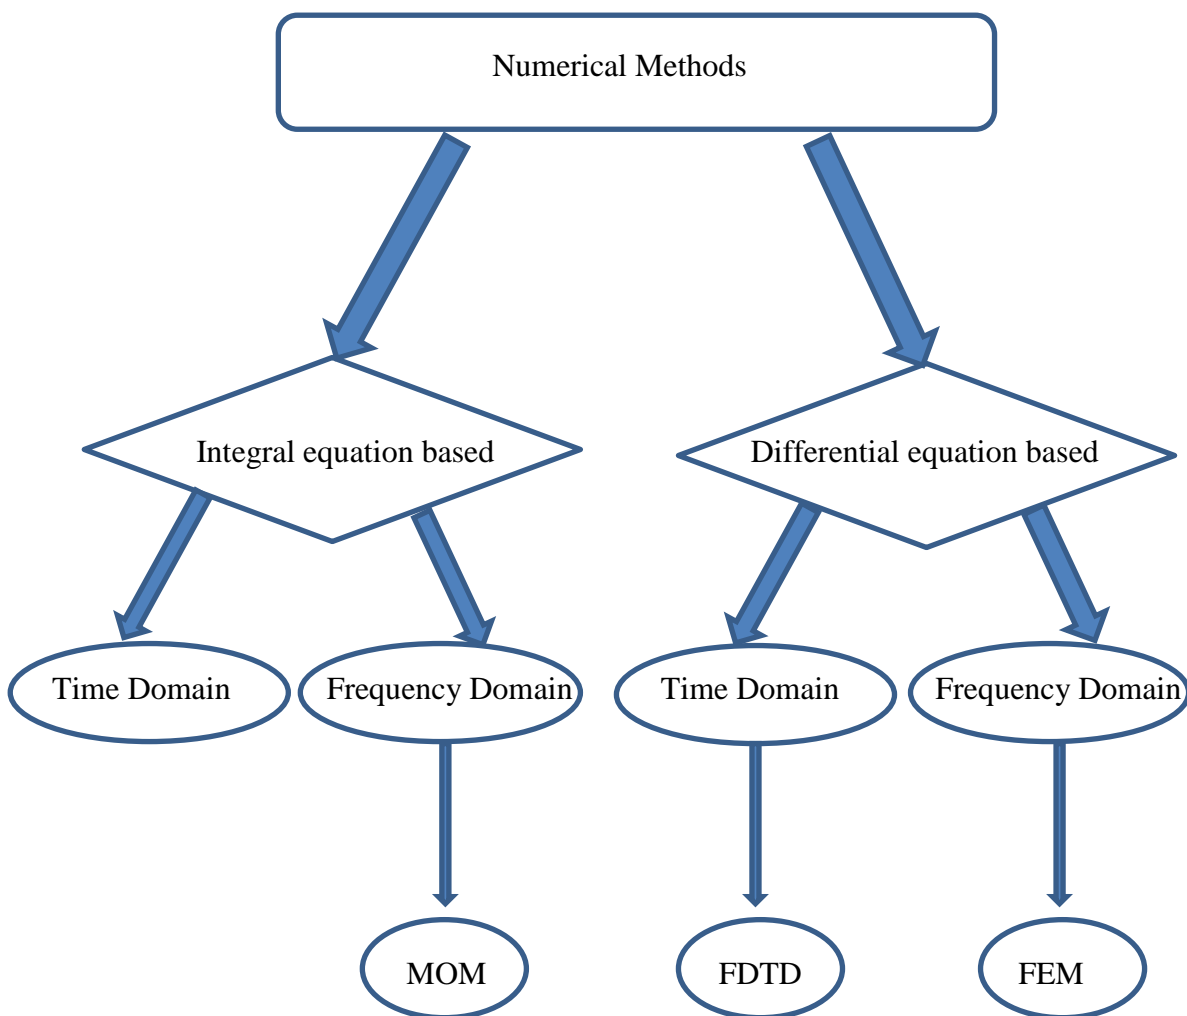 Numerical Methods
Integral equation based
Differential equation based
Time Domain
Frequency Domain
Time Domain
Frequency Domain
MOM
FDTD
FEM